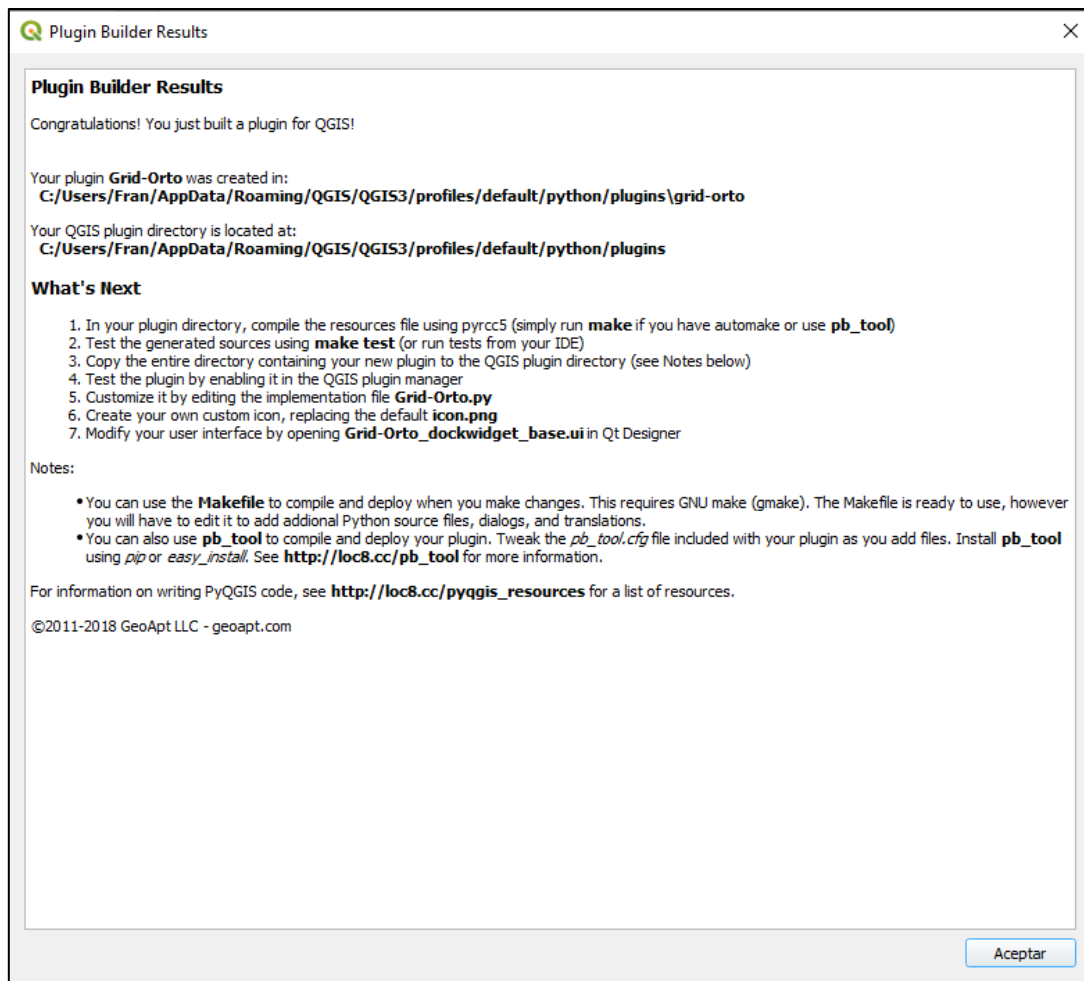 Plugin Builder Results
Plugin Builder Results
Congratulations! You just built a plugin for QGIS!
Your plugin Grid-Orto was created in:
C:/Users/Fran/AppData/Roaming/QGIS/QGIS3/profiles/default/python/plugins\grid-orto
Your QGIS plugin directory is located at:
C:/Users/Fran/AppData/Roaming/QGIS/QGIS3/profiles/default/python/plugins
What's Next
1. In your plugin directory, compile the resources file using pyrcc5 (simply run make if you have automake or use pb_tool)
2. Test the generated sources using make test (or run tests from your IDE)
3. Copy the entire directory containing your new plugin to the QGIS plugin directory (see Notes below)
4. Test the plugin by enabling it in the QGIS plugin manager
5. Customize it by editing the implementation file Grid-Orto.py
6. Create your own custom icon, replacing the default icon.png
7. Modify your user interface by opening Grid-Orto_dockwidget_base.ui in Qt Designer
Notes:
• You can use the Makefile to compile and deploy when you make changes. This requires GNU make (gmake). The Makefile is ready to use, however
you will have to edit it to add addional Python source files, dialogs, and translations.
• You can also use pb_tool to compile and deploy your plugin. Tweak the pb_tool.cfg file included with your plugin as you add files. Install pb_tool
using pip or easy_install. See http://loc8.cc/pb_tool for more information.
For information on writing PyQGIS code, see http://loc8.cc/pyqgis_resources for a list of resources.
©2011-2018 GeoApt LLC - geoapt.com
Aceptar